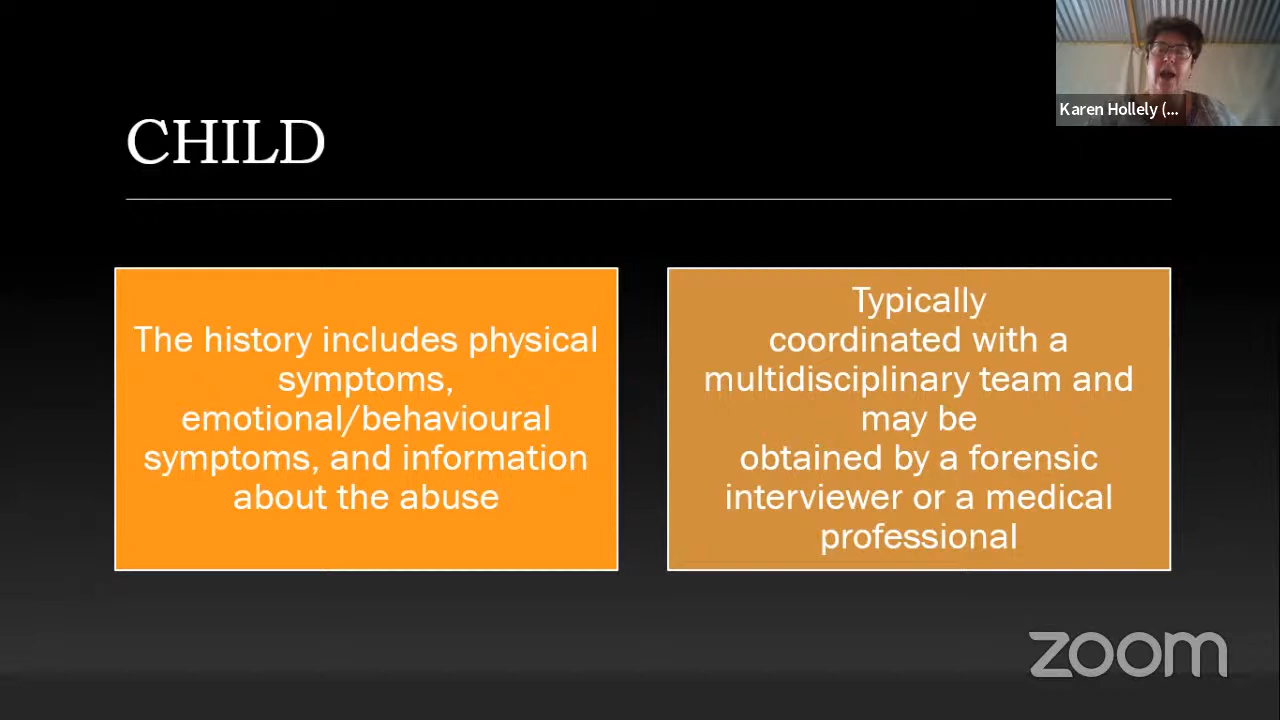 Karen Hollely (...
CHILD
The history includes physical
symptoms,
emotional/behavioural
symptoms, and information
about the abuse
Typically
coordinated with a
multidisciplinary team and
may be
obtained by a forensic
interviewer or a medical
professional
zoom